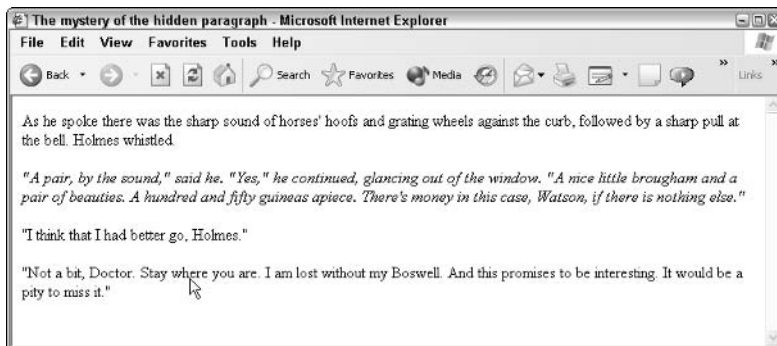 The mystery of the hidden paragraph - Microsoft Internet Explorer
File Edit View Favorites Tools Help
Back Search Favorites Media » Links »
As he spoke there was the sharp sound of horses' hoofs and grating wheels against the curb, followed by a sharp pull at
the bell. Holmes whistled.
"A pair, by the sound," said he. "Yes," he continued, glancing out of the window. "A nice little brougham and a
pair of beauties. A hundred and fifty guineas apiece. There's money in this case, Watson, if there is nothing else."
"I think that I had better go, Holmes."
"Not a bit, Doctor. Stay where you are. I am lost without my Boswell. And this promises to be interesting. It would be a
pity to miss it."